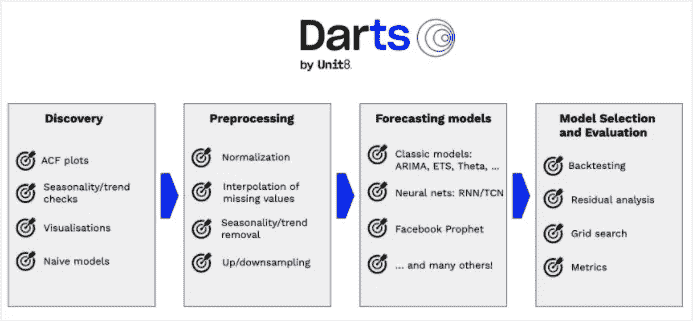 Darts
by Unit8.
Discovery
ACF plots
Seasonality/trend
checks
Visualisations
Naive models
Preprocessing
Normalization
Interpolation of
missing values
Seasonality/trend
removal
Up/downsampling
Forecasting models
Classic models:
ARIMA, ETS, Theta, ...
Neural nets: RNN/TCN
Facebook Prophet
... and many others!
Model Selection
and Evaluation
Backtesting
Residual analysis
Grid search
Metrics